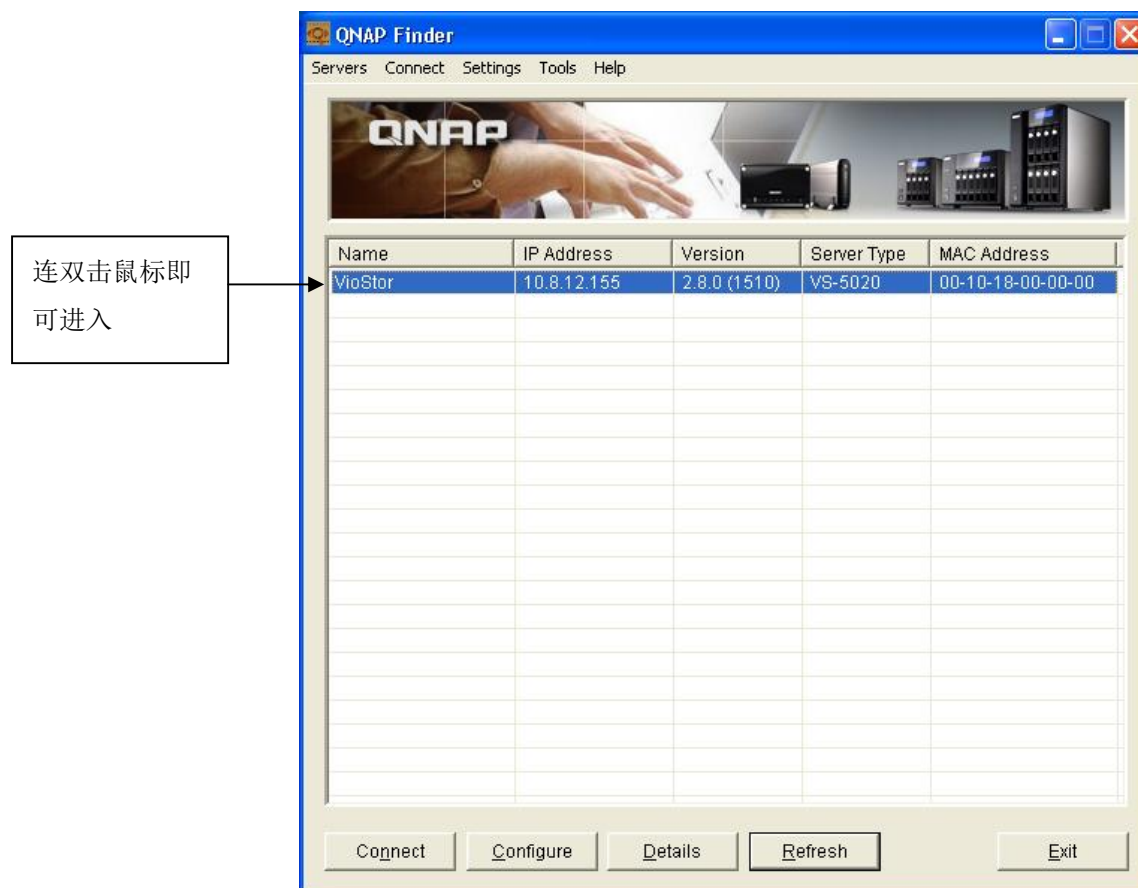 QNAP Finder
Servers Connect Settings Tools Help
QNAP
连双击鼠标即
可进入
Name IP Address Version Server Type MAC Address
VioStor 10.8.12.155 2.8.0 (1510) VS-5020 00-10-18-00-00-00
Connect Configure Details Refresh Exit